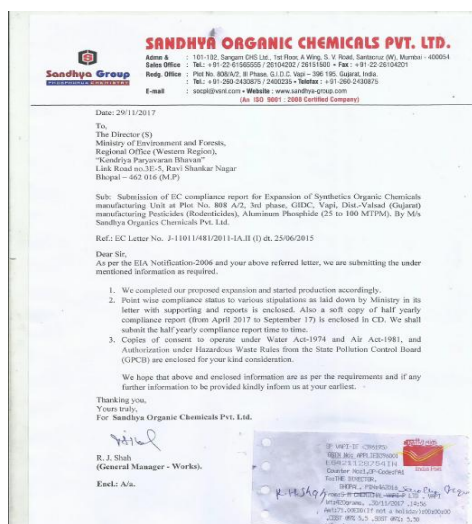 SANDHYA ORGANIC CHEMICALS PVT. LTD.
Sandhya Group
PHOSPHORUS CHEMISTRY
Admn & Sales Office : 101-102, Sangam CHS Ltd., 1st Floor, A Wing, S. V. Road, Santacruz (W), Mumbai - 400054
: Tel.: +91-22-61565555 / 26104202 / 26151500 • Fax : +91-22-26104201
Redg. Office : Plot No. 808/A/2, III Phase, G.I.D.C. Vapi - 396 195, Gujarat, India.
: Tel.: +91-260-2430875 / 2400235 • Telefax : +91-260-2430875
E-mail : socpl@vsnl.com • Website : www.sandhya-group.com
(An ISO 9001 : 2008 Certified Company)
Date: 29/11/2017
To,
The Director (S)
Ministry of Environment and Forests,
Regional Office (Western Region),
"Kendriya Paryavaran Bhavan"
Link Road no.3E-5, Ravi Shankar Nagar
Bhopal – 462 016 (M.P)
Sub: Submission of EC compliance report for Expansion of Synthetics Organic Chemicals
manufacturing Unit at Plot No. 808 A/2, 3rd phase, GIDC, Vapi, Dist.-Valsad (Gujarat)
manufacturing Pesticides (Rodenticides), Aluminum Phosphide (25 to 100 MTPM). By M/s
Sandhya Organics Chemicals Pvt. Ltd.
Ref.: EC Letter No. J-11011/481/2011-IA.II (I) dt. 25/06/2015
Dear Sir,
As per the EIA Notification-2006 and your above referred letter, we are submitting the under
mentioned information as required.
1. We completed our proposed expansion and started production accordingly.
2. Point wise compliance status to various stipulations as laid down by Ministry in its
letter with supporting and reports is enclosed. Also a soft copy of half yearly
compliance report (from April 2017 to September 17) is enclosed in CD. We shall
submit the half yearly compliance report time to time.
3. Copies of consent to operate under Water Act-1974 and Air Act-1981, and
Authorization under Hazardous Waste Rules from the State Pollution Control Board
(GPCB) are enclosed for your kind consideration.
We hope that above and enclosed information are as per the requirements and if any
further information to be provided kindly inform us at your earliest.
Thanking you,
Yours truly,
For Sandhya Organic Chemicals Pvt. Ltd.
R. J. Shah
(General Manager - Works).
Encl.: A/a.